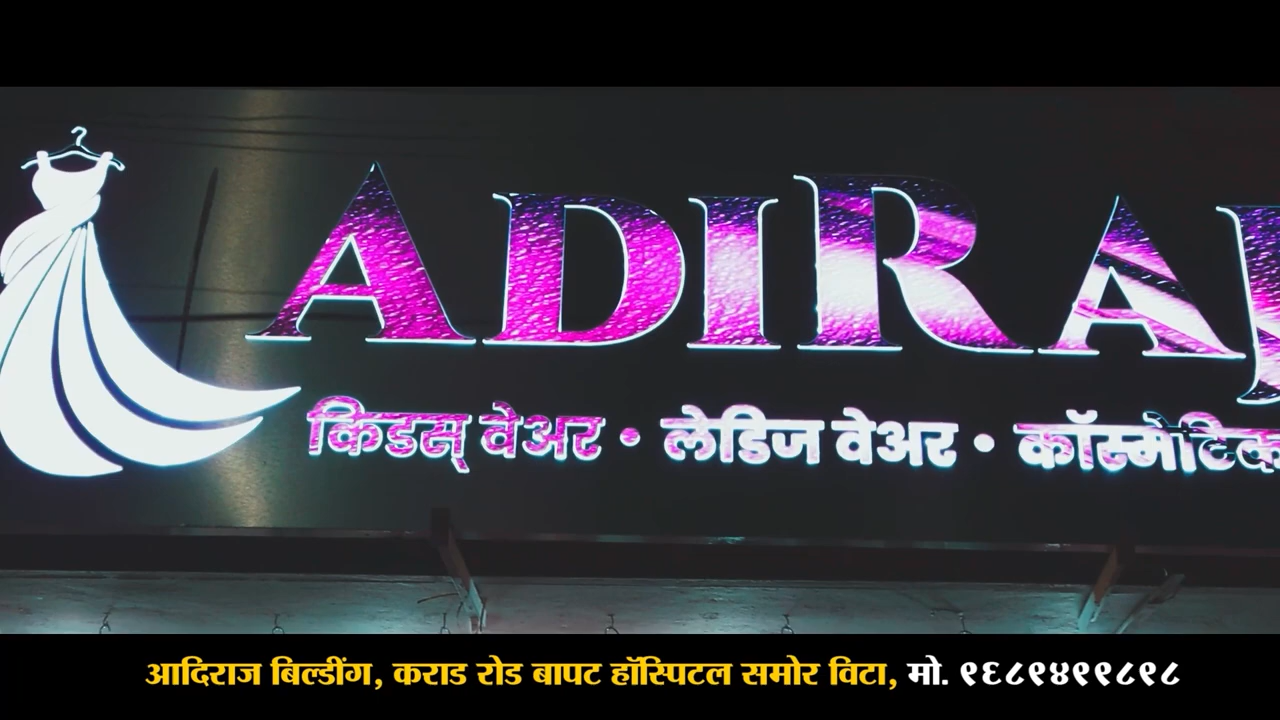 ADIRAJ
किडस् वेअर • लेडिज वेअर • कॉस्मेटिक
आदिराज बिल्डींग, कराड रोड बापट हॉस्पिटल समोर विटा, मो. ९६८९४९९८९८